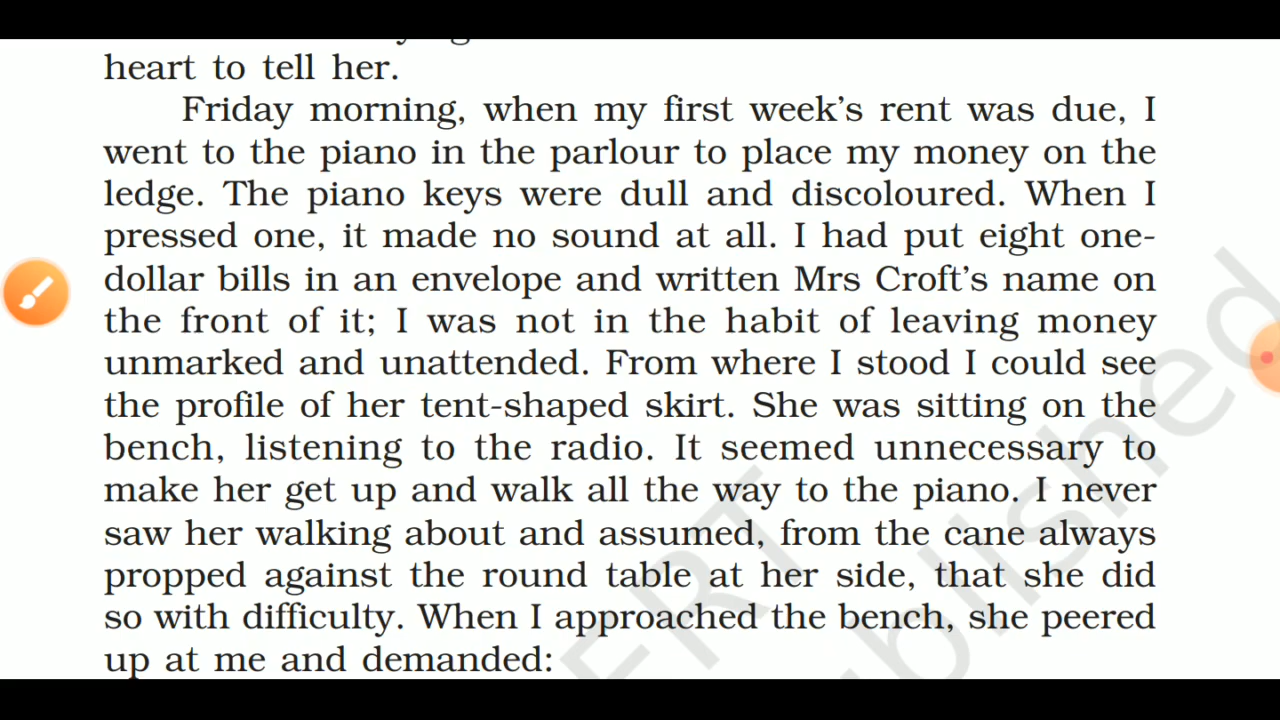 heart to tell her.
Friday morning, when my first week's rent was due, I
went to the piano in the parlour to place my money on the
ledge. The piano keys were dull and discoloured. When I
pressed one, it made no sound at all. I had put eight one-
dollar bills in an envelope and written Mrs Croft's name on
the front of it; I was not in the habit of leaving money
unmarked and unattended. From where I stood I could see
the profile of her tent-shaped skirt. She was sitting on the
bench, listening to the radio. It seemed unnecessary to
make her get up and walk all the way to the piano. I never
saw her walking about and assumed, from the cane always
propped against the round table at her side, that she did
so with difficulty. When I approached the bench, she peered
up at me and demanded: